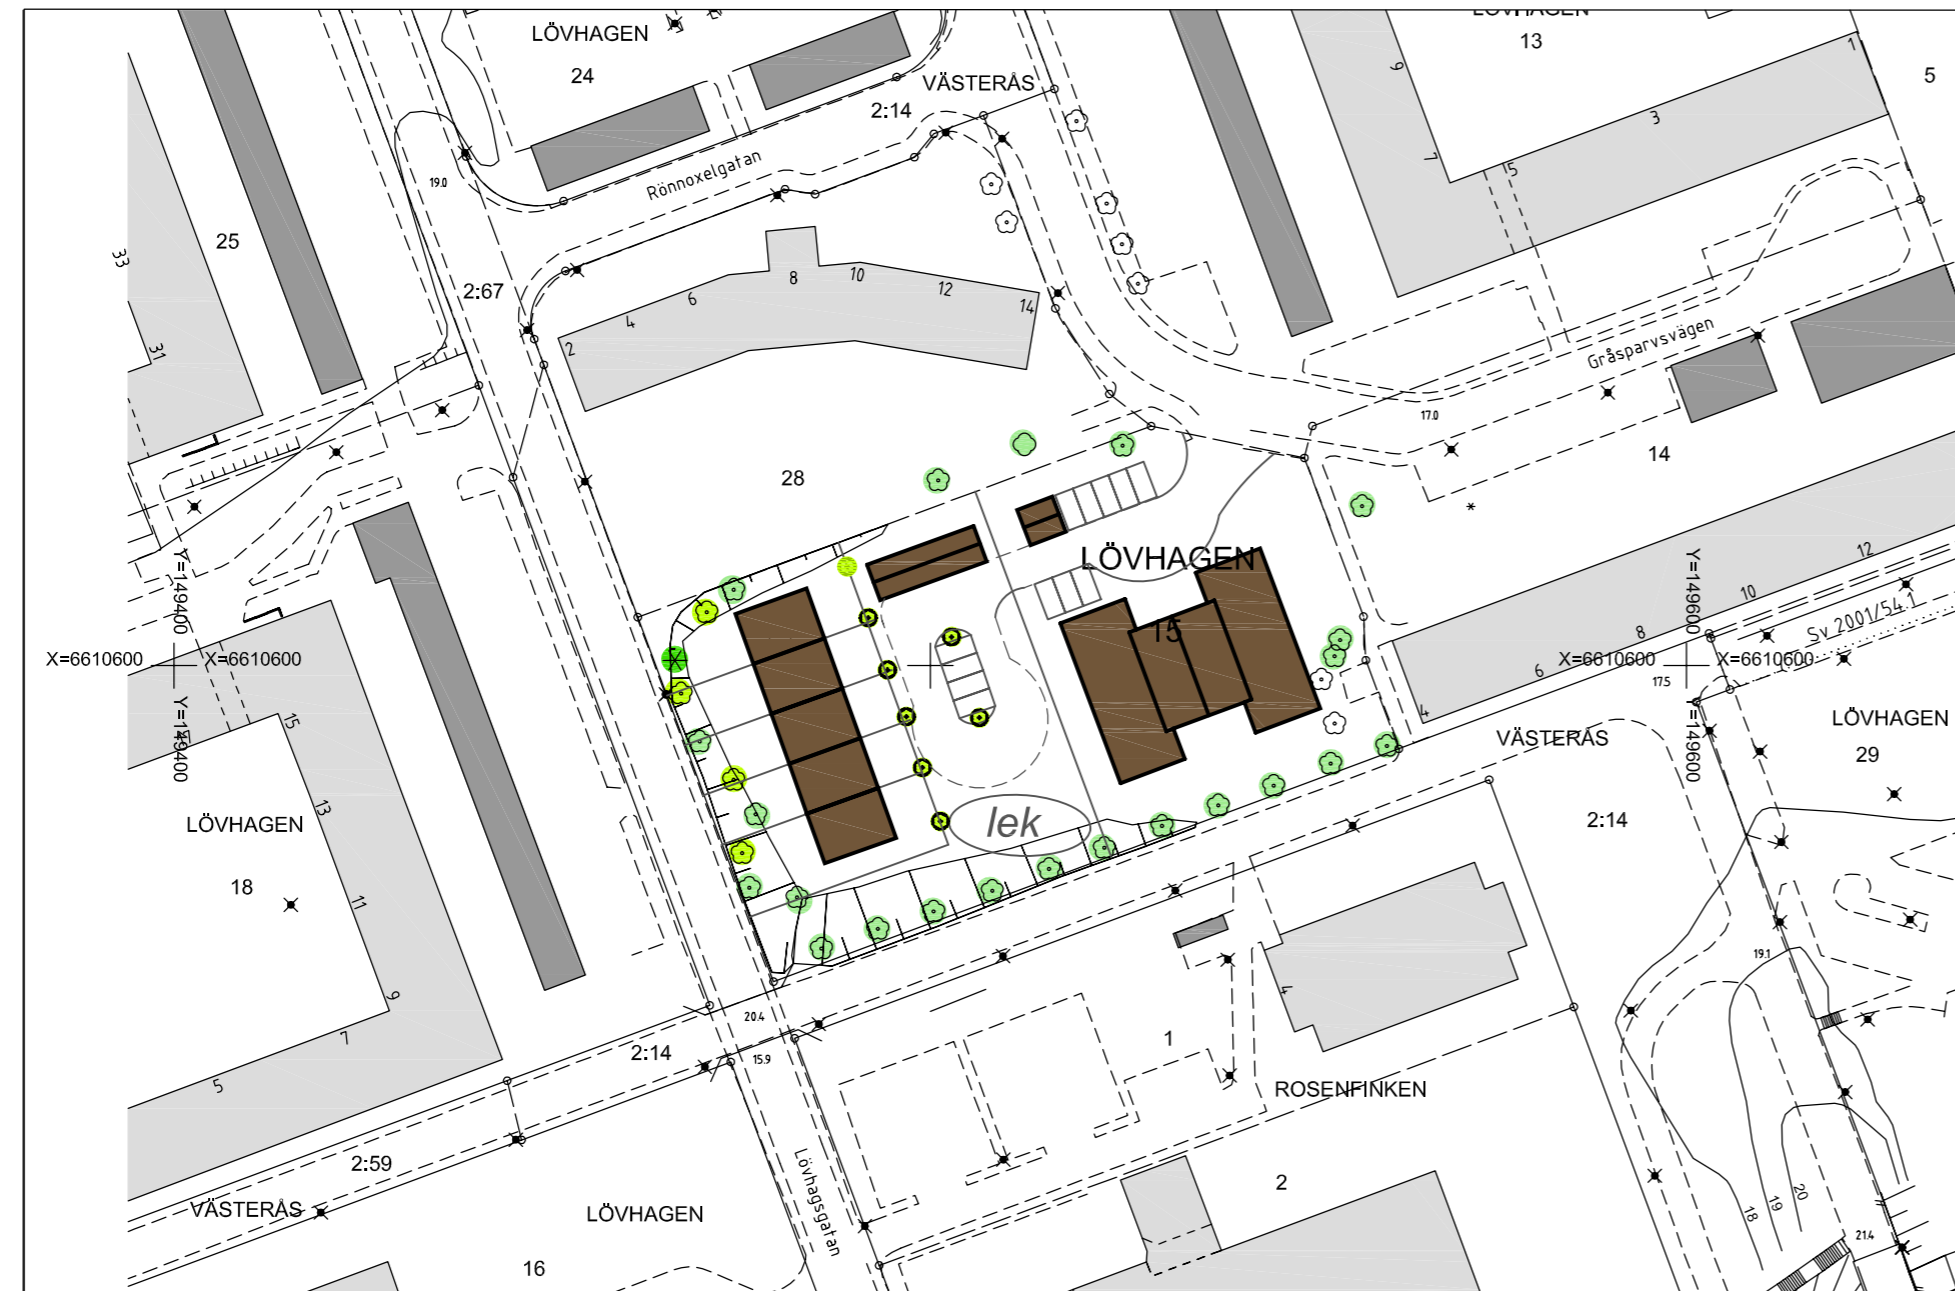 LÖVHAGEN
24
VÄSTERÅS
2:14
Rönnoxelgatan
19.0
LÖVHAGEN
13
1
5
9
3
7
5
25
33
31
2:67
2
4
6
8
10
12
14
Gråsparvsvägen
17.0
14
28
LÖVHAGEN
15
12
10
8
6
4
Sv 2001/54.1
Y=149400
X=6610600
X=6610600
Y=149400
Y=149600
X=6610600
X=6610600
17.5
Y=149600
LÖVHAGEN
29
VÄSTERÅS
2:14
lek
15
13
11
9
7
5
LÖVHAGEN
18
19.1
20.4
15.9
2:14
1
4
ROSENFINKEN
2:59
VÄSTERÅS
LÖVHAGEN
16
Lövhagsgatan
2
18
19
20
21.4